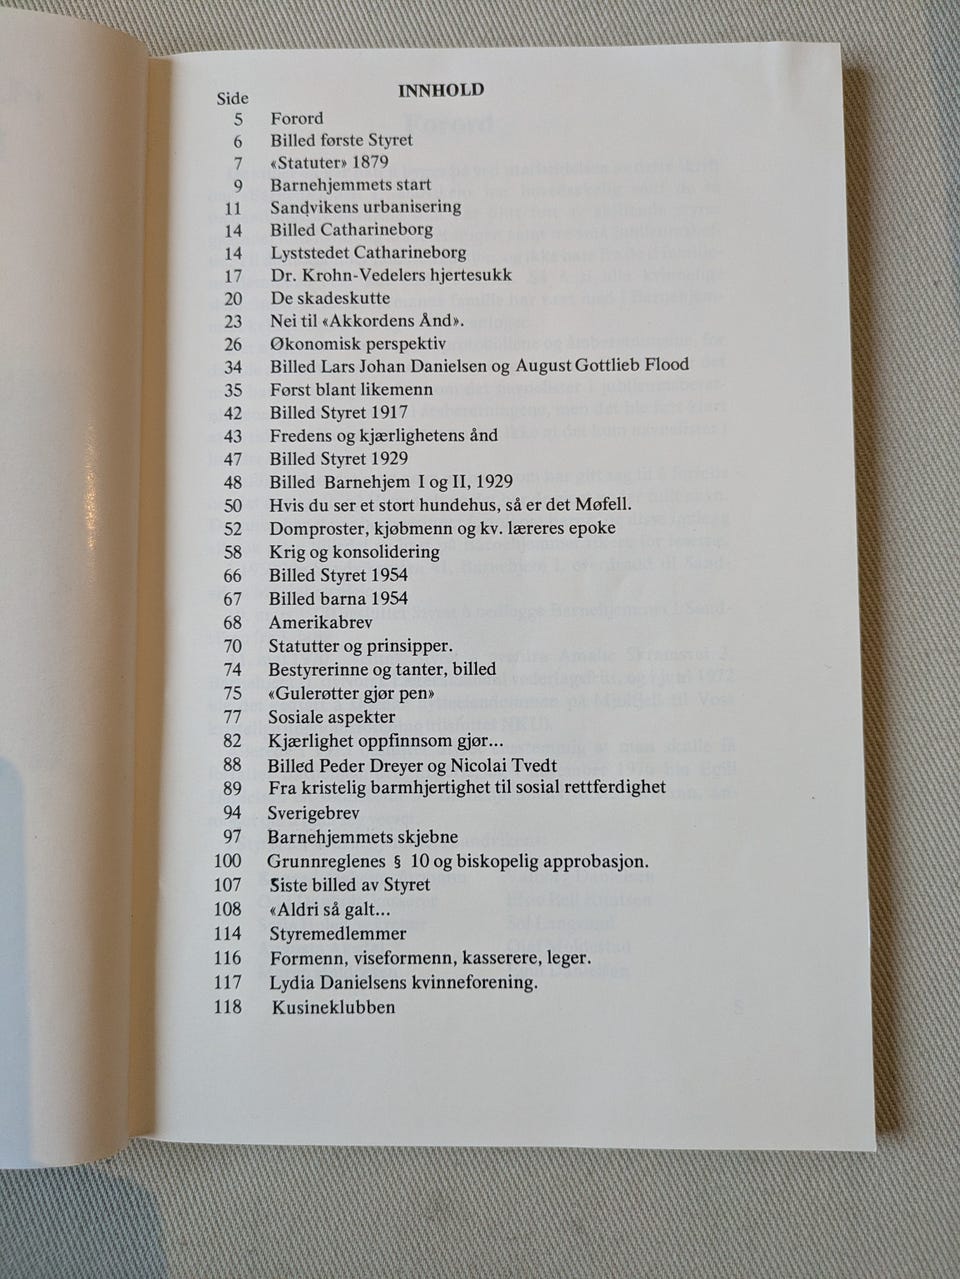 INNHOLD
Side
5 Forord
6 Billed første Styret
7 «Statuter» 1879
9 Barnehjemmets start
11 Sandvikens urbanisering
14 Billed Catharineborg
14 Lyststedet Catharineborg
17 Dr. Krohn-Vedelers hjertesukk
20 De skadeskutte
23 Nei til «Akkordens Ånd».
26 Økonomisk perspektiv
34 Billed Lars Johan Danielsen og August Gottlieb Flood
35 Først blant likemenn
42 Billed Styret 1917
43 Fredens og kjærlighetens ånd
47 Billed Styret 1929
48 Billed Barnehjem I og II, 1929
50 Hvis du ser et stort hundehus, så er det Møfell.
52 Domproster, kjøbmenn og kv. læreres epoke
58 Krig og konsolidering
66 Billed Styret 1954
67 Billed barna 1954
68 Amerikabrev
70 Statutter og prinsipper.
74 Bestyrerinne og tanter, billed
75 «Gulerøtter gjør pen»
77 Sosiale aspekter
82 Kjærlighet oppfinnsom gjør...
88 Billed Peder Dreyer og Nicolai Tvedt
89 Fra kristelig barmhjertighet til sosial rettferdighet
94 Sverigebrev
97 Barnehjemmets skjebne
100 Grunnreglenes § 10 og biskopelig approbasjon.
107 Siste billed av Styret
108 «Aldri så galt...
114 Styremedlemmer
116 Formenn, viseformenn, kasserere, leger.
117 Lydia Danielsens kvinneforening.
118 Kusineklubben